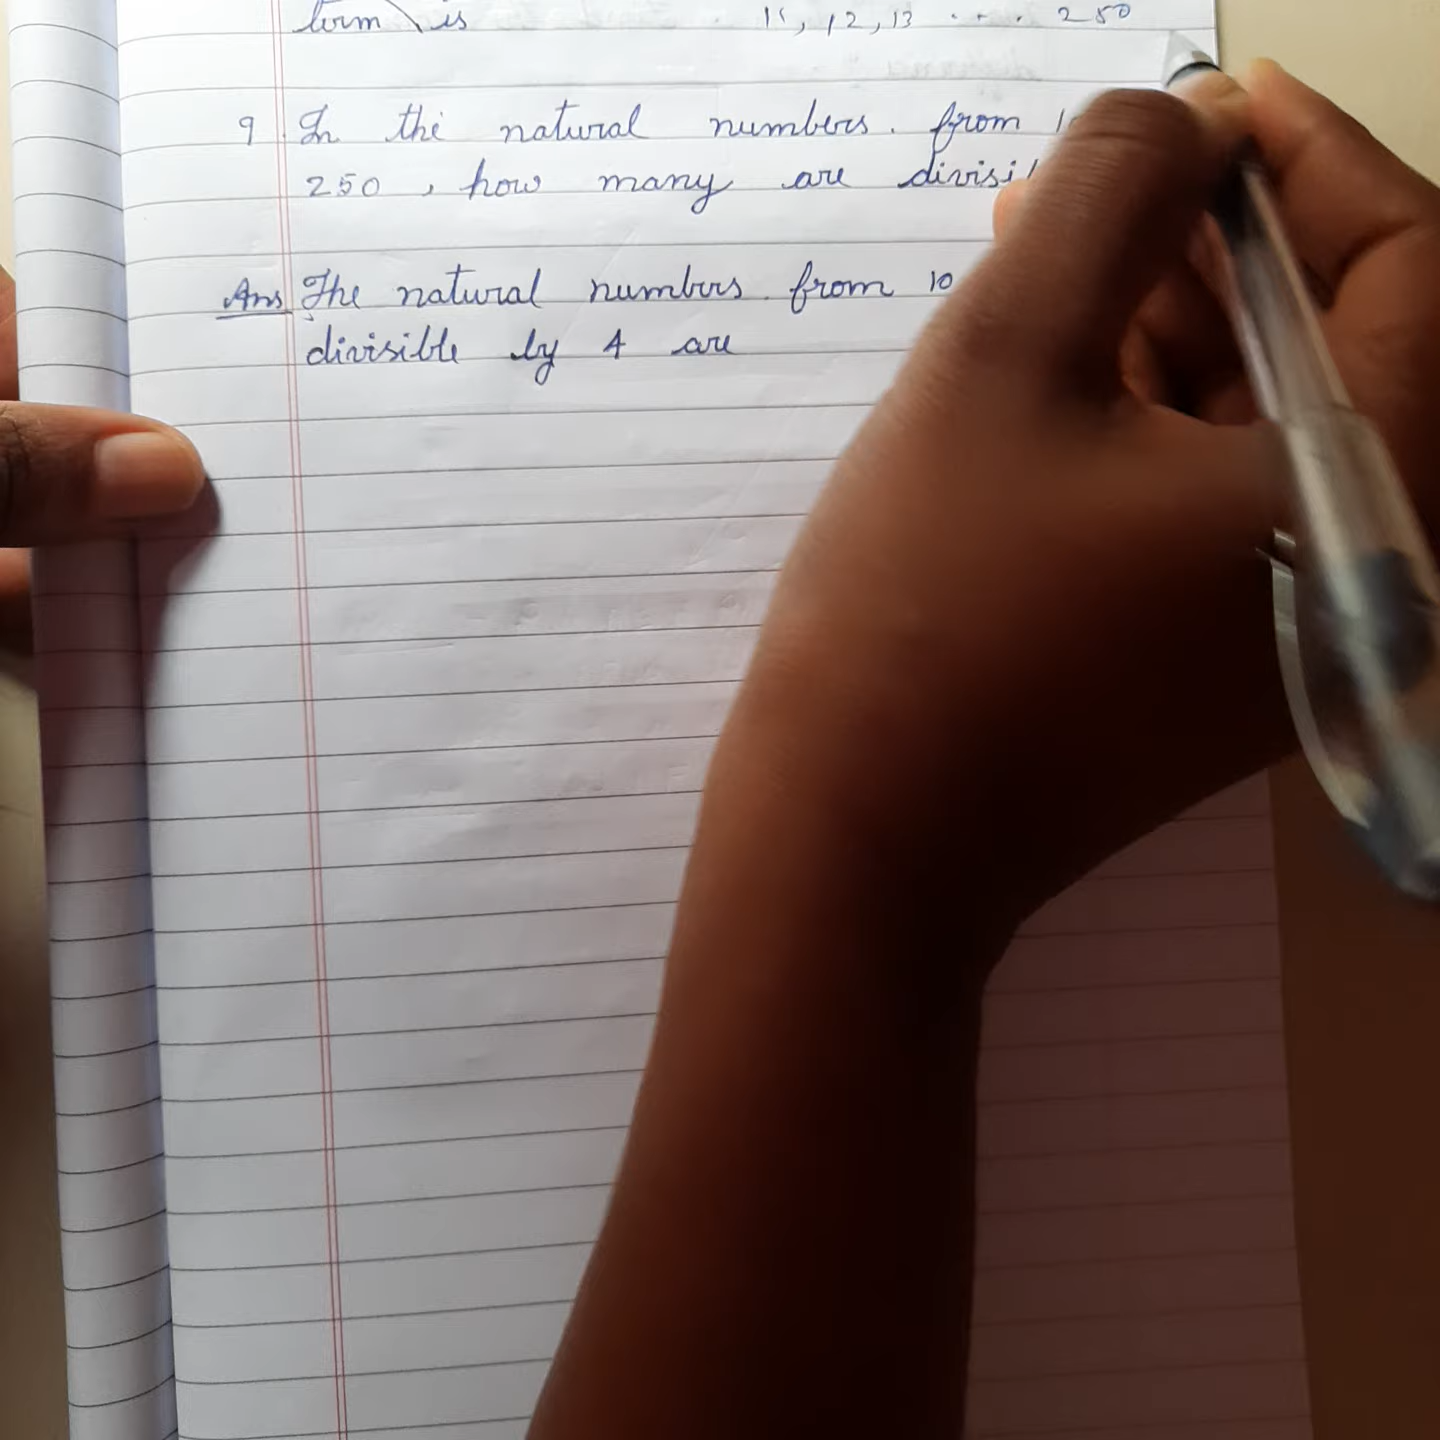 term is 11, 12, 13 . . . 250
9 In the natural numbers. from
250, how many are
Ans The natural numbers from 10
divisible by 4 are